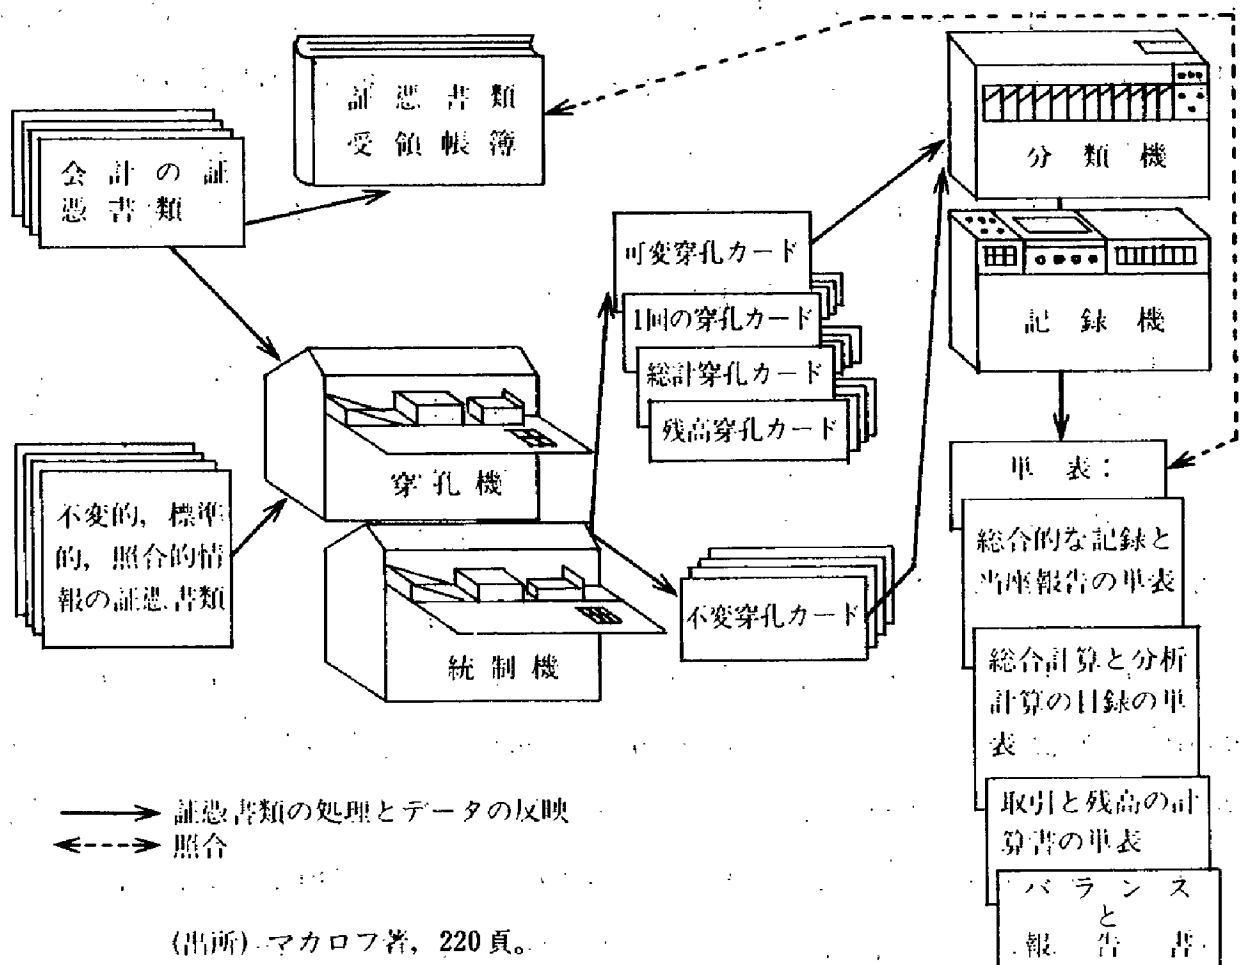 証憑書類
受領帳簿
会計の証
憑書類
分類機
記録機
可変穿孔カード
1回の穿孔カード
総計穿孔カード
残高穿孔カード
穿孔機
不変的，標準
的，照合的情
報の証憑書類
統制機
不変穿孔カード
単表：
総合的な記録と
当座報告の単表
総合計算と分析
計算の目録の単
表
取引と残高の計
算書の単表
バランス
と
報告書
証憑書類の処理とデータの反映
照合
(出所) マカロフ著，220頁。